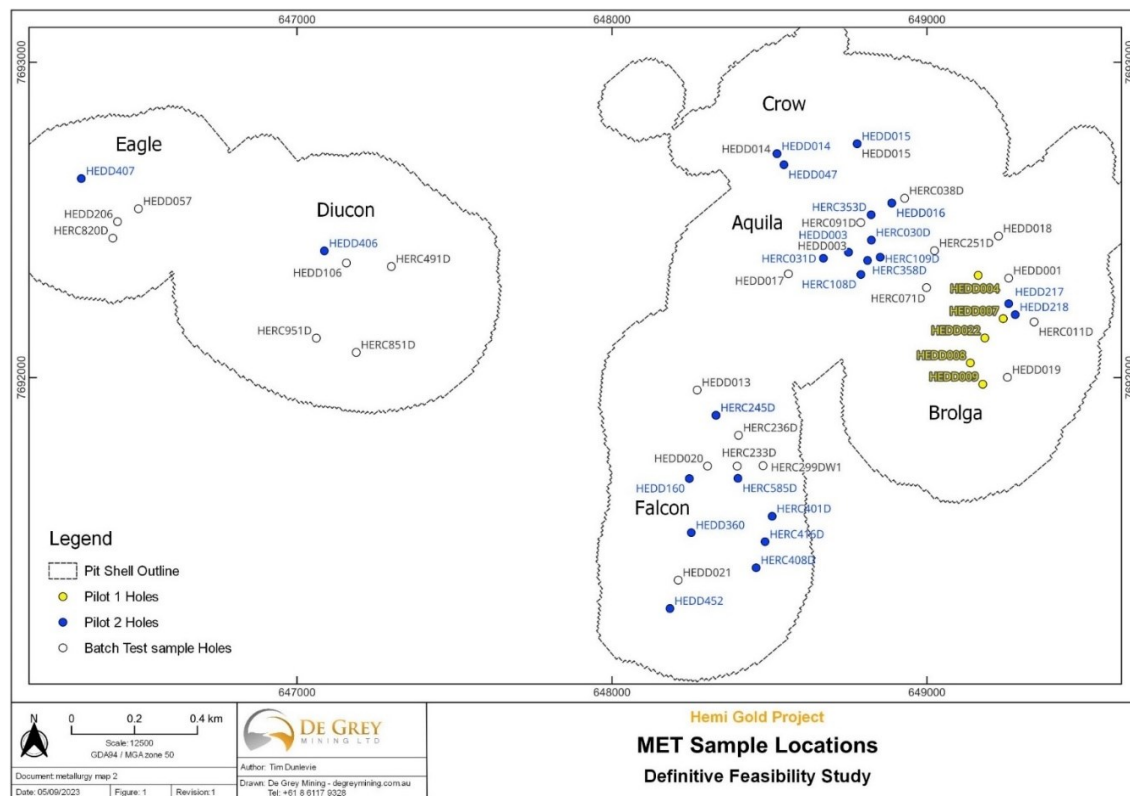 647000
648000
649000
7693000
7693000
Crow
HEDD015
HEDD014
HEDD014
HEDD015
HEDD047
Eagle
HEDD407
HEDD057
HEDD206
HERC820D
Diucon
HEDD406
HEDD106
HERC491D
HERC951D
HERC851D
HERC038D
HERC353D
HEDD016
Aquila
HERC091D
HEDD003
HERC030D
HEDD018
HEDD003
HERC251D
HERC031D
HERC109D
HERC358D
HEDD017
HERC108D
HEDD001
HEDD004
HERC071D
HEDD217
HEDD007
HEDD218
HERC011D
HEDD022
HEDD008
HEDD009
HEDD019
Brolga
7692000
7692000
HEDD013
HERC245D
HERC236D
HEDD020
HERC233D
HERC299DW1
HEDD160
HERC585D
Falcon
HERC401D
HEDD360
HERC416D
HERC408D
HEDD021
HEDD452
Legend
Pit Shell Outline
Pilot 1 Holes
Pilot 2 Holes
Batch Test sample Holes
647000
648000
649000
N
0 0.2 0.4 km
Scale:12500
GDA94 / MGA zone 50
Document: metallurgy map 2
Date: 05/09/2023 Figure: 1 Revision:1
DE GREY
MINING LTD
Author: Tim Dunlevie
Drawn: De Grey Mining - degreymining.com.au
Tel: +61 8 6117 9328
Hemi Gold Project
MET Sample Locations
Definitive Feasibility Study